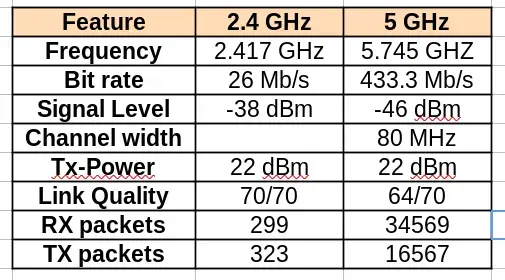 Feature 2.4 GHz 5 GHz
Frequency 2.417 GHz 5.745 GHZ
Bit rate 26 Mb/s 433.3 Mb/s
Signal Level -38 dBm -46 dBm
Channel width 80 MHz
Tx-Power 22 dBm 22 dBm
Link Quality 70/70 64/70
RX packets 299 34569
TX packets 323 16567